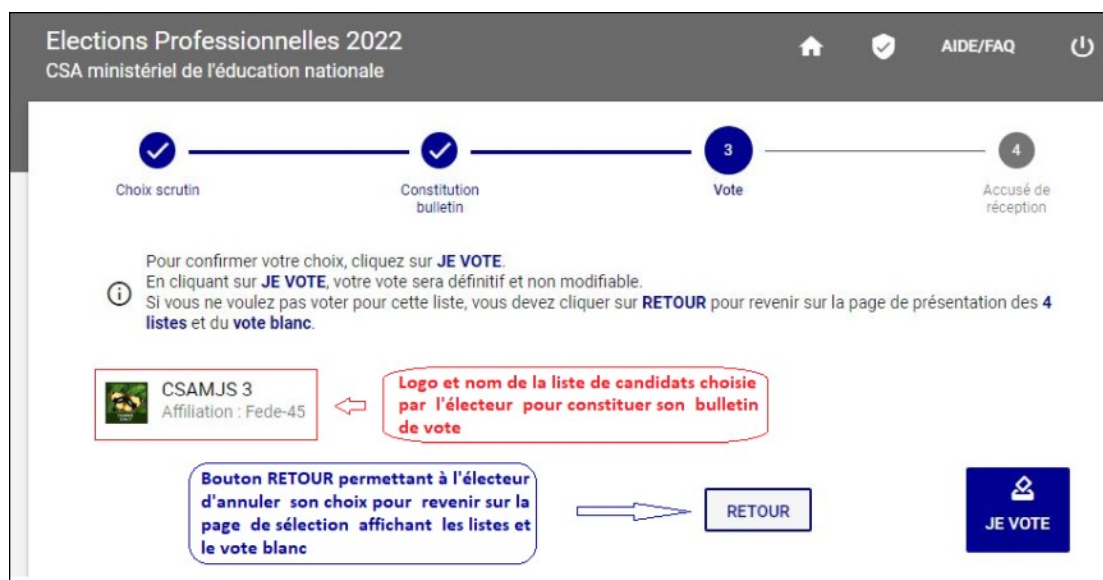 Elections Professionnelles 2022
CSA ministériel de l'éducation nationale
AIDE/FAQ
3
4
Choix scrutin
Constitution
bulletin
Vote
Accusé de
réception
Pour confirmer votre choix, cliquez sur JE VOTE.
En cliquant sur JE VOTE, votre vote sera définitif et non modifiable.
Si vous ne voulez pas voter pour cette liste, vous devez cliquer sur RETOUR pour revenir sur la page de présentation des 4
listes et du vote blanc.
CSAMJS 3
Affiliation : Fede-45
Logo et nom de la liste de candidats choisie
par l'électeur pour constituer son bulletin
de vote
Bouton RETOUR permettant à l'électeur
d'annuler son choix pour revenir sur la
page de sélection affichant les listes et
le vote blanc
RETOUR
JE VOTE